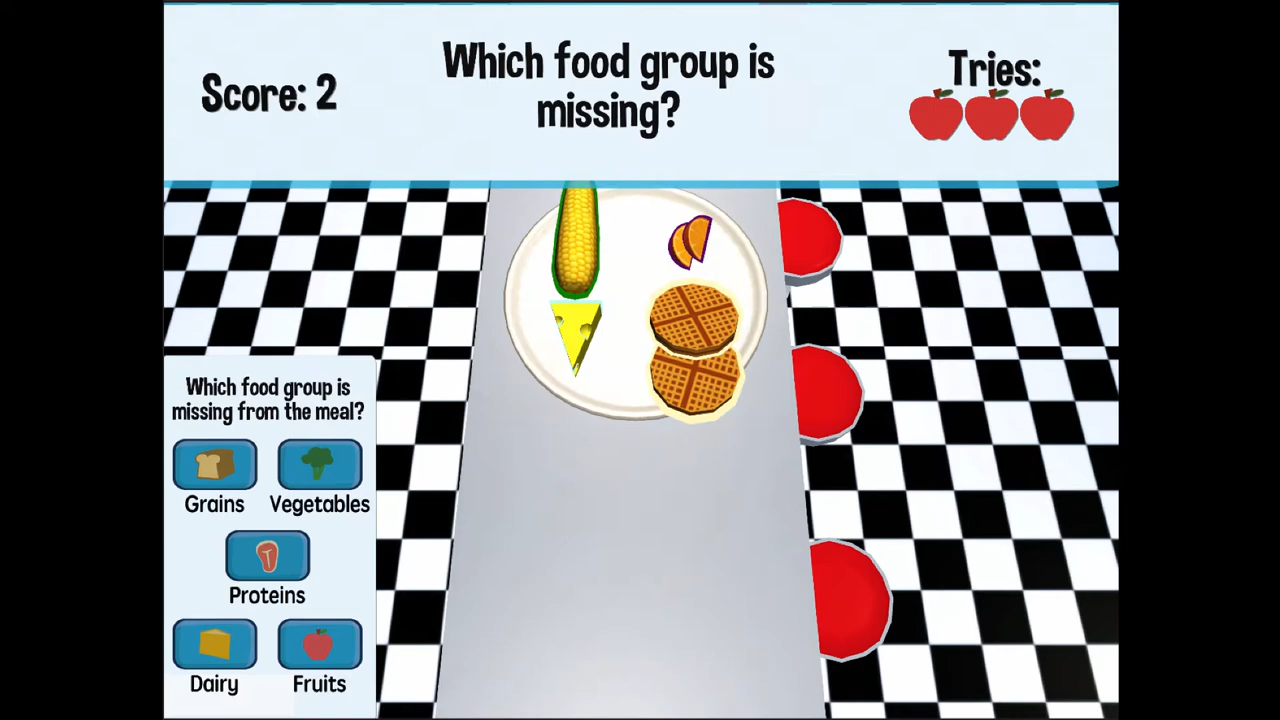 Score: 2
Which food group is
missing?
Tries:
Which food group is
missing from the meal?
Grains
Vegetables
Proteins
Dairy
Fruits